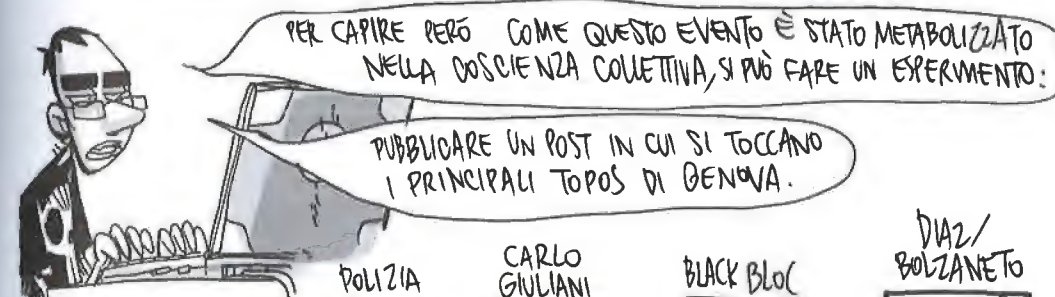 PER CAPIRE PERÒ COME QUESTO EVENTO È STATO METABOLIZZATO
NELLA COSCIENZA COLLETTIVA, SI PUÒ FARE UN ESPERIMENTO:
PUBBLICARE UN POST IN CUI SI TOCCANO
I PRINCIPALI TOPOS DI GENOVA.
POLIZIA
CARLO
GIULIANI
BLACK BLOC
DIAZ/
BOLZANETO